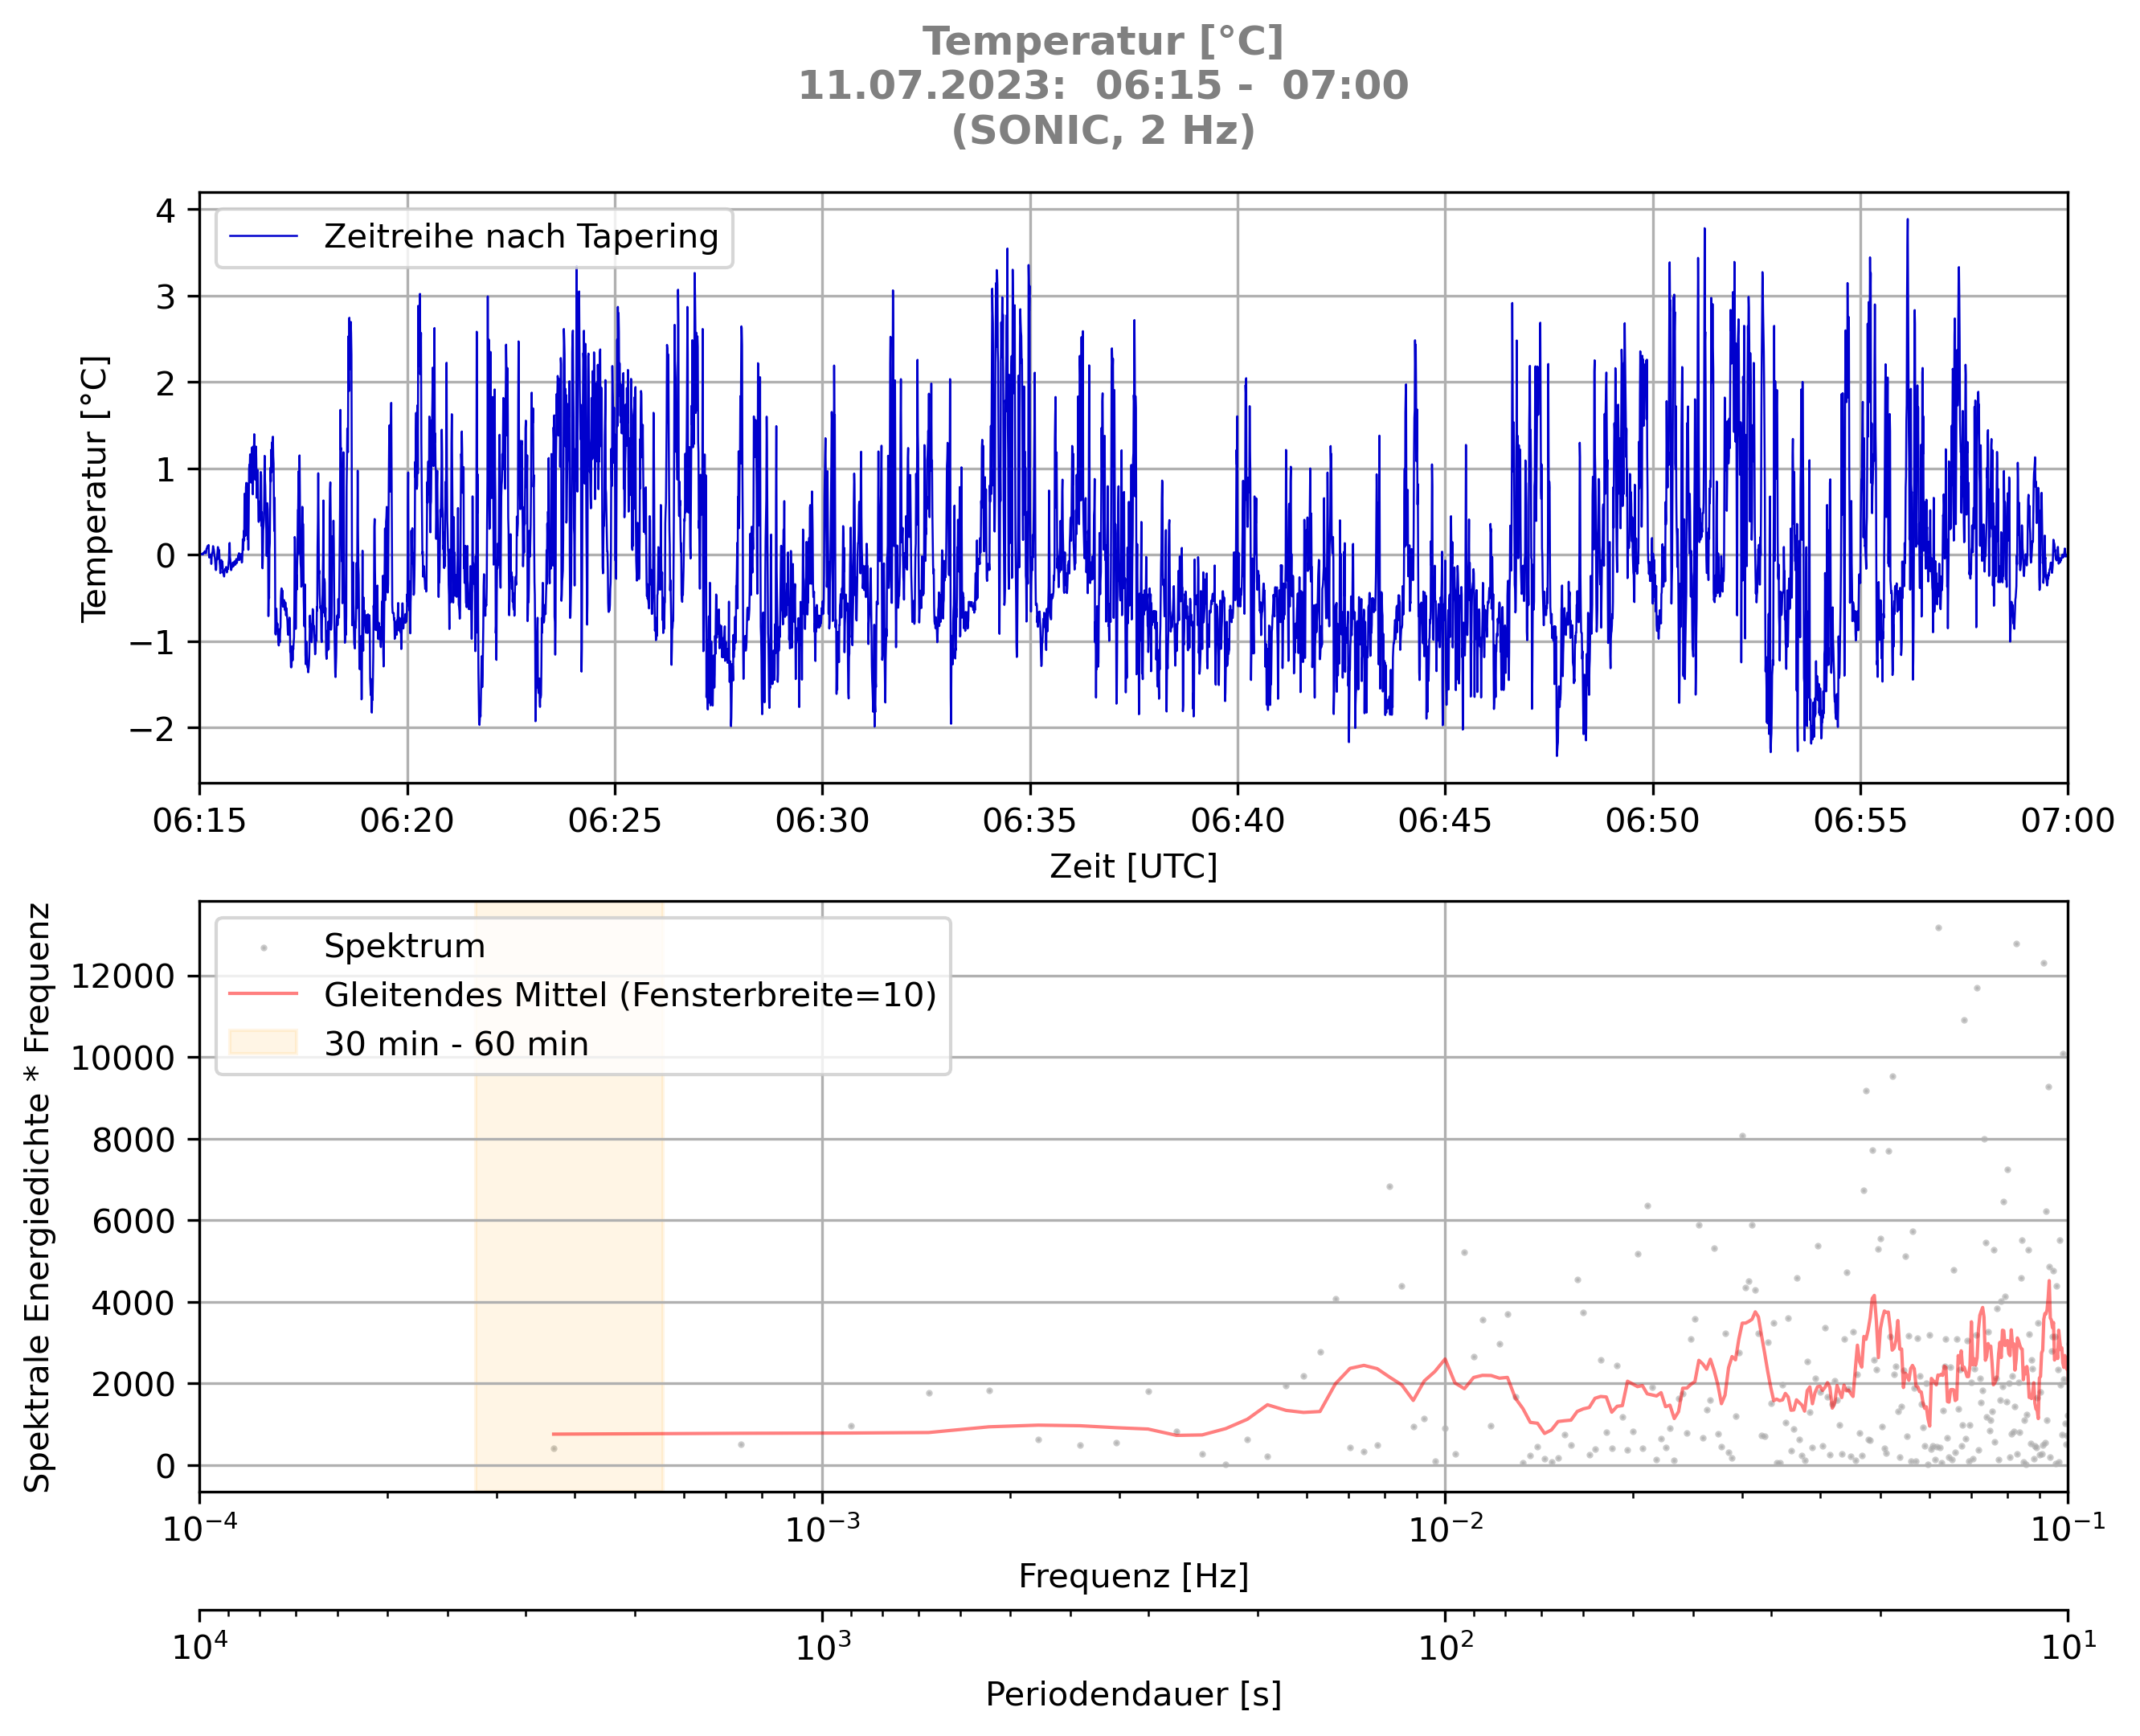 Temperatur [°C]
11.07.2023:  06:15 -  07:00
(SONIC, 2 Hz)
Zeitreihe nach Tapering
4
3
2
1
0
−1
−2
Temperatur [°C]
06:15 06:20 06:25 06:30 06:35 06:40 06:45 06:50 06:55 07:00
Zeit [UTC]
Spektrum
Gleitendes Mittel (Fensterbreite=10)
30 min - 60 min
12000
10000
8000
6000
4000
2000
0
Spektrale Energiedichte * Frequenz
10⁻⁴ 10⁻³ 10⁻² 10⁻¹
Frequenz [Hz]
10⁴ 10³ 10² 10¹
Periodendauer [s]